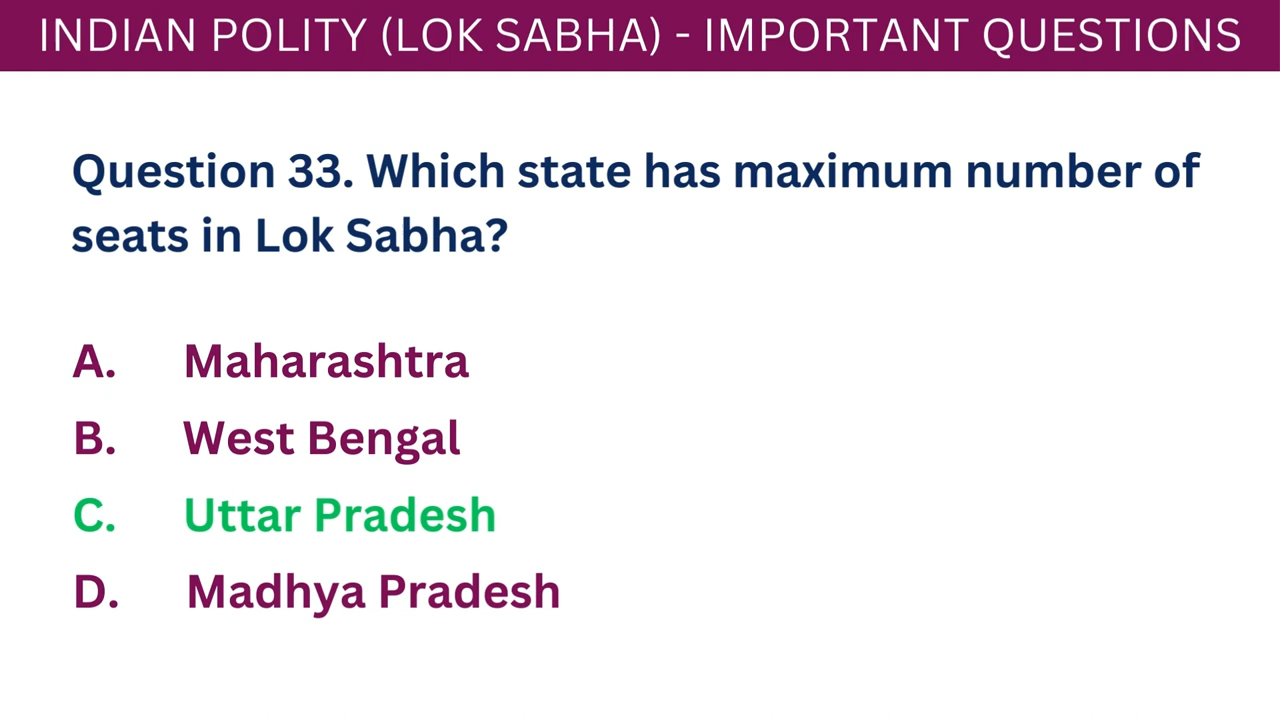 INDIAN POLITY (LOK SABHA) - IMPORTANT QUESTIONS
Question 33. Which state has maximum number of
seats in Lok Sabha?
A. Maharashtra
B. West Bengal
C. Uttar Pradesh
D. Madhya Pradesh